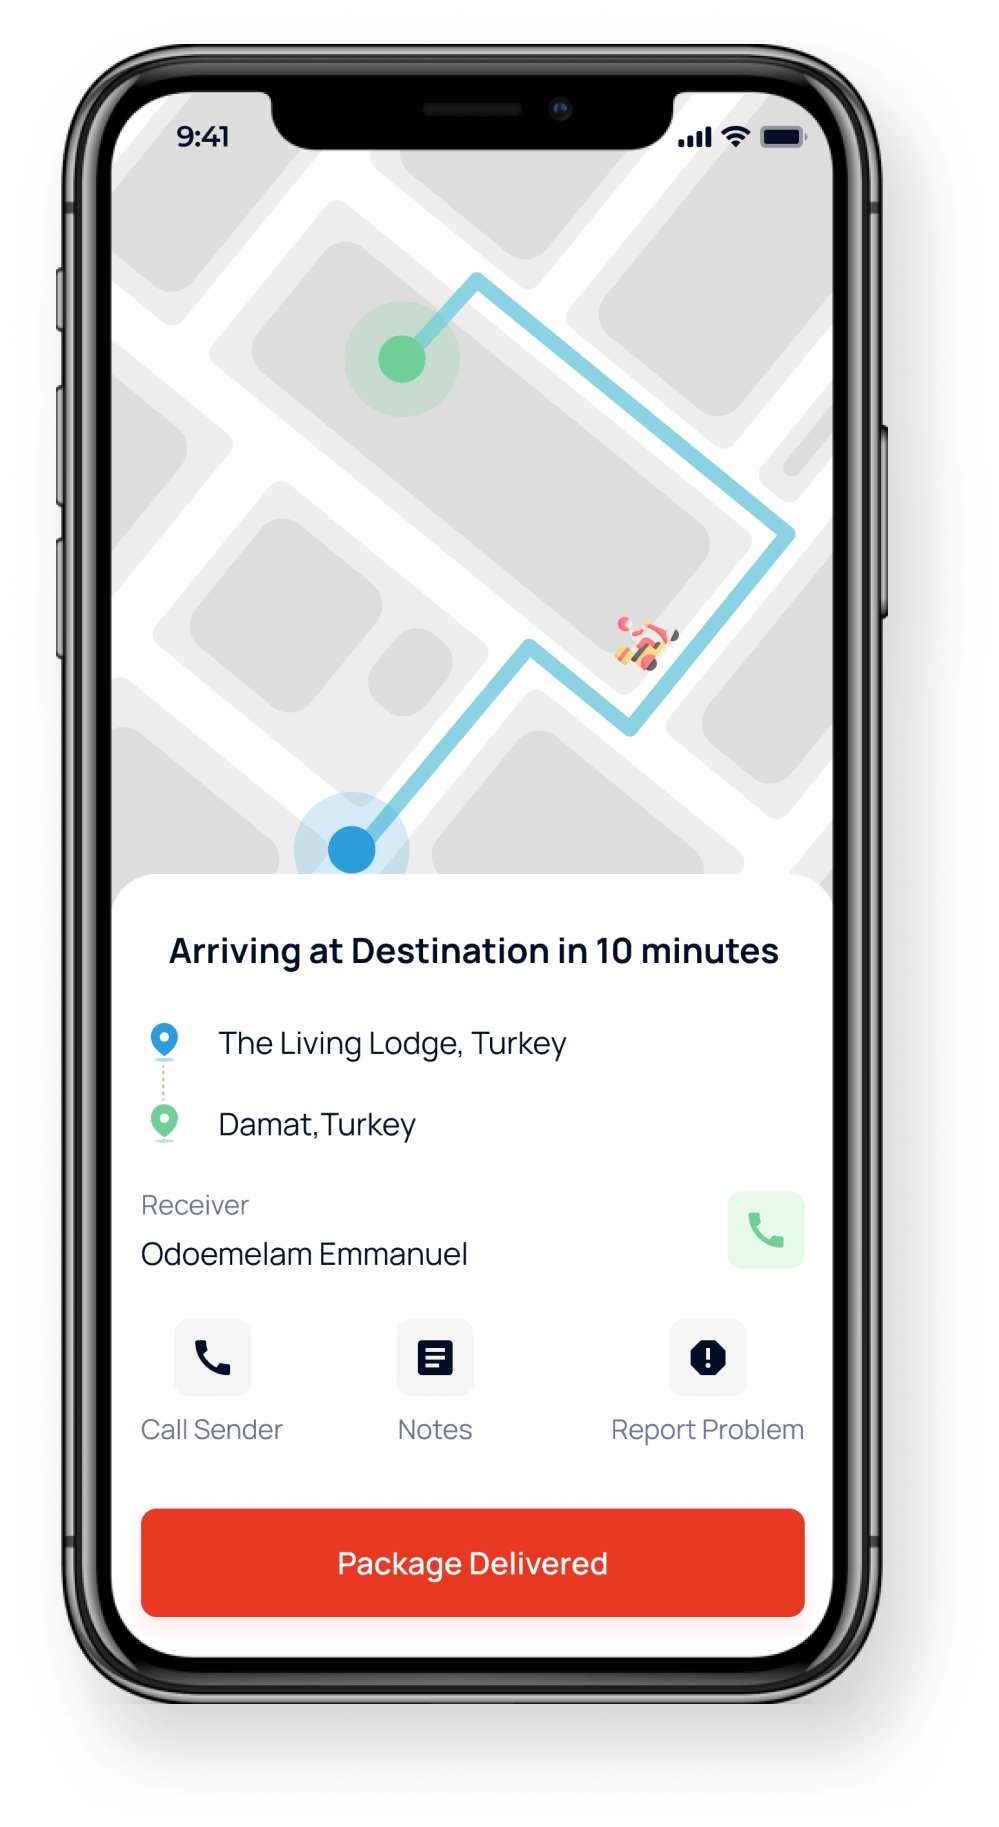 9:41
Arriving at Destination in 10 minutes
The Living Lodge, Turkey
Damat,Turkey
Receiver
Odoemelam Emmanuel
Call Sender
Notes
Report Problem
Package Delivered